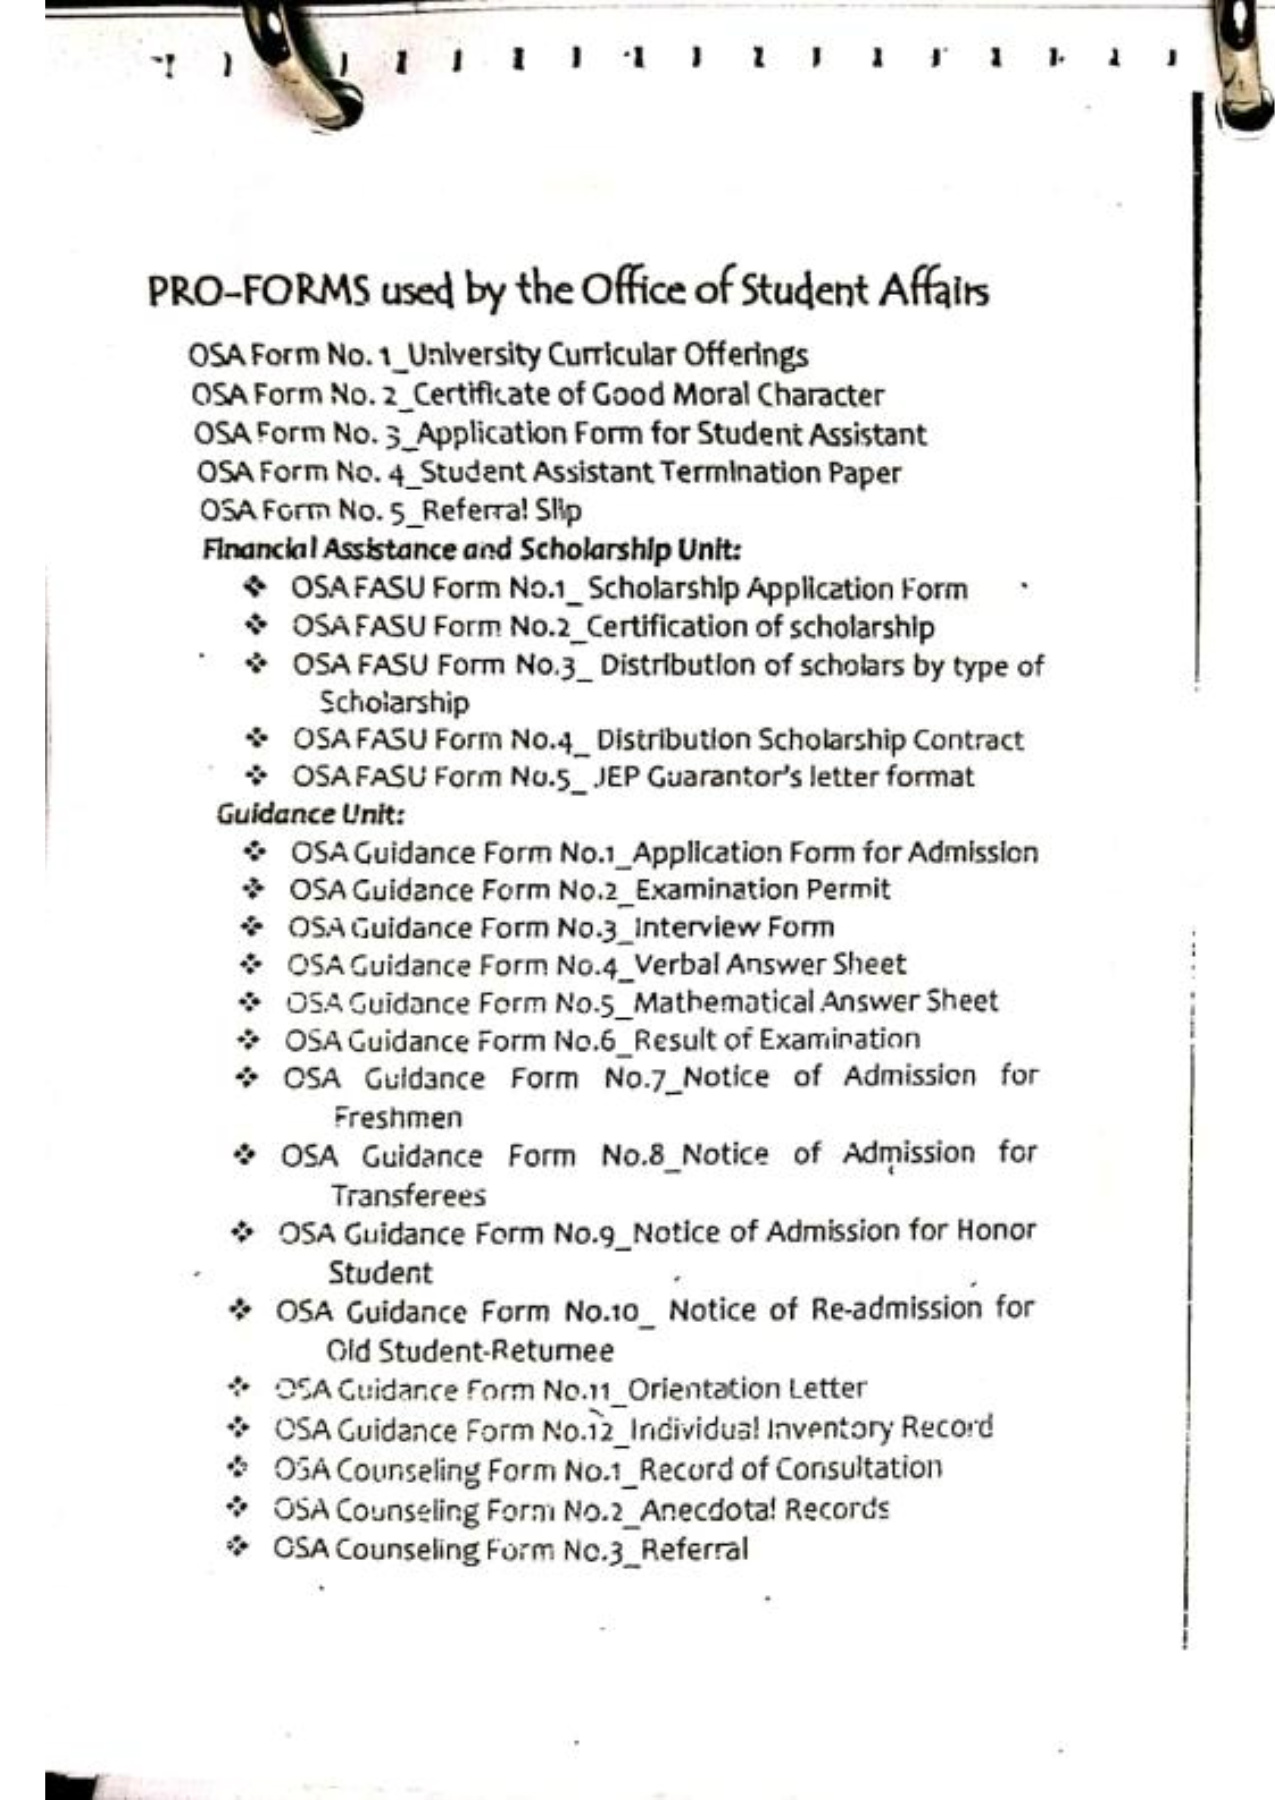 PRO-FORMS used by the Office of Student Affairs
OSA Form No. 1_University Curricular Offerings
OSA Form No. 2_Certificate of Good Moral Character
OSA Form No. 3_Application Form for Student Assistant
OSA Form No. 4_Student Assistant Termination Paper
OSA Form No. 5_Referral Slip
Financial Assistance and Scholarship Unit:
❖ OSA FASU Form No.1_ Scholarship Application Form
❖ OSA FASU Form No.2_Certification of scholarship
❖ OSA FASU Form No.3_ Distribution of scholars by type of
Scholarship
❖ OSA FASU Form No.4_ Distribution Scholarship Contract
❖ OSA FASU Form No.5_ JEP Guarantor's letter format
Guidance Unit:
❖ OSA Guidance Form No.1_Application Form for Admission
❖ OSA Guidance Form No.2_Examination Permit
❖ OSA Guidance Form No.3_Interview Form
❖ OSA Guidance Form No.4_Verbal Answer Sheet
❖ OSA Guidance Form No.5_Mathematical Answer Sheet
❖ OSA Guidance Form No.6_Result of Examination
❖ OSA Guidance Form No.7_Notice of Admission for
Freshmen
❖ OSA Guidance Form No.8_Notice of Admission for
Transferees
❖ OSA Guidance Form No.9_Notice of Admission for Honor
Student
❖ OSA Guidance Form No.10_ Notice of Re-admission for
Old Student-Returnee
❖ OSA Guidance Form No.11_Orientation Letter
❖ OSA Guidance Form No.12_Individual Inventory Record
❖ OSA Counseling Form No.1_Record of Consultation
❖ OSA Counseling Form No.2_Anecdotal Records
❖ OSA Counseling Form No.3_Referral